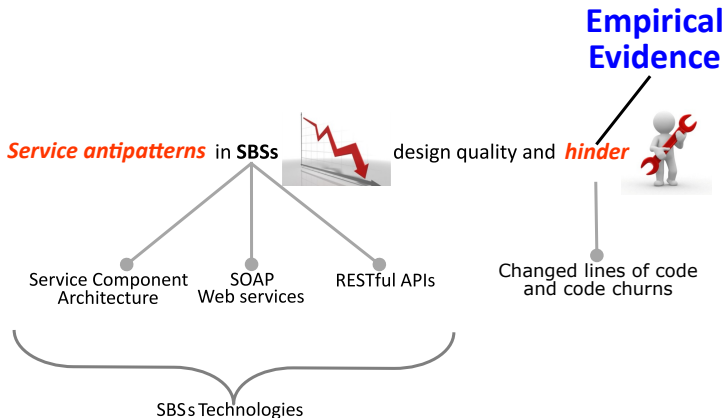 Empirical
Evidence
Service antipatterns in SBSs design quality and hinder
Service Component
Architecture
SOAP
Web services
RESTful APIs
Changed lines of code
and code churns
SBSs Technologies